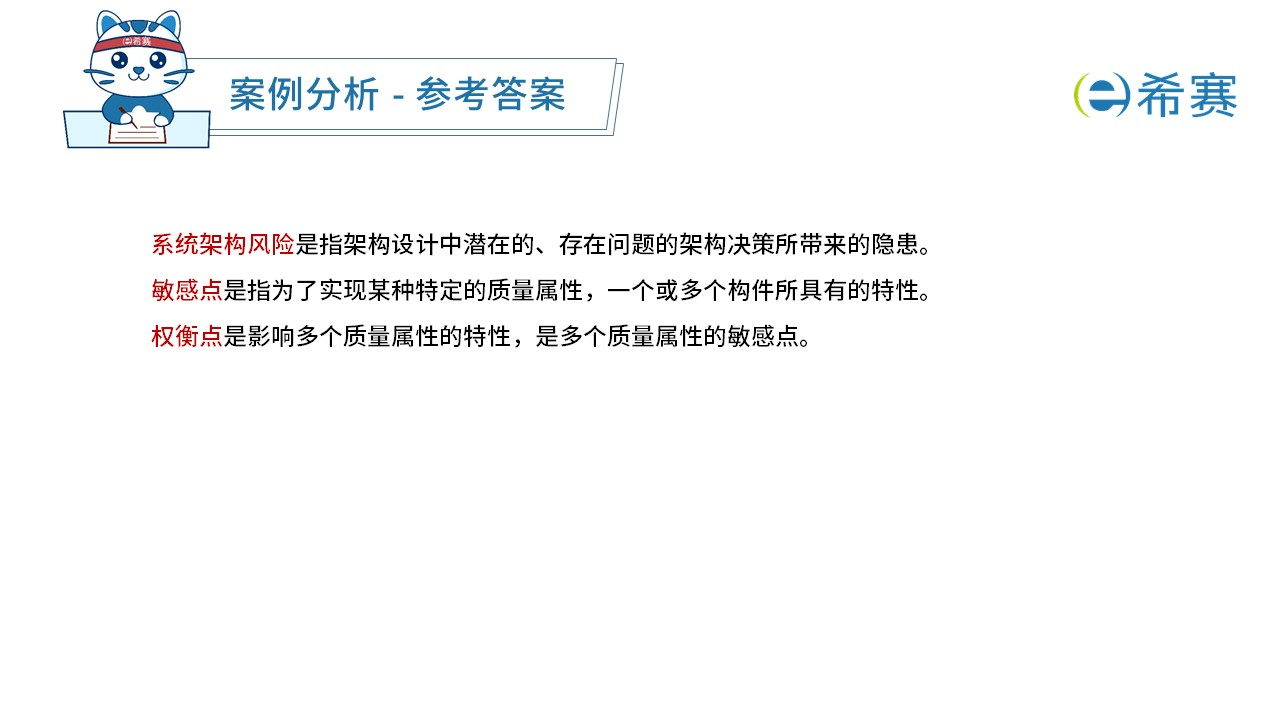 希赛
案例分析 - 参考答案
希赛
系统架构风险是指架构设计中潜在的、存在问题的架构决策所带来的隐患。
敏感点是指为了实现某种特定的质量属性，一个或多个构件所具有的特性。
权衡点是影响多个质量属性的特性，是多个质量属性的敏感点。